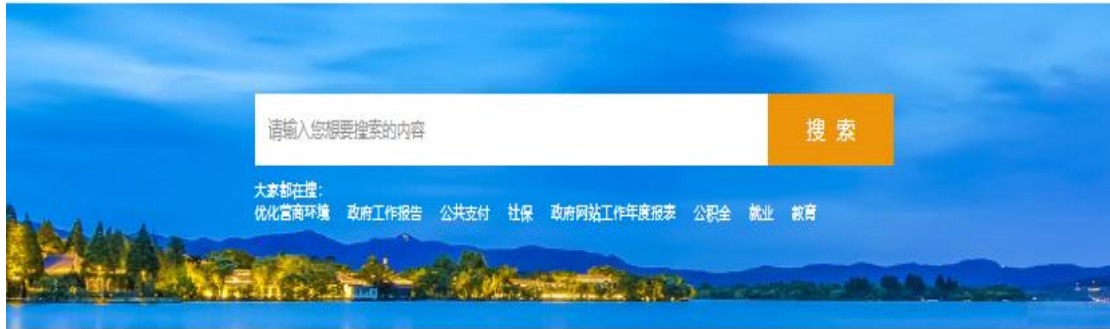 请输入您想要搜索的内容
搜 索
大家都在搜：
优化营商环境 政府工作报告 公共支付 社保 政府网站工作年度报表 公积金 就业 教育